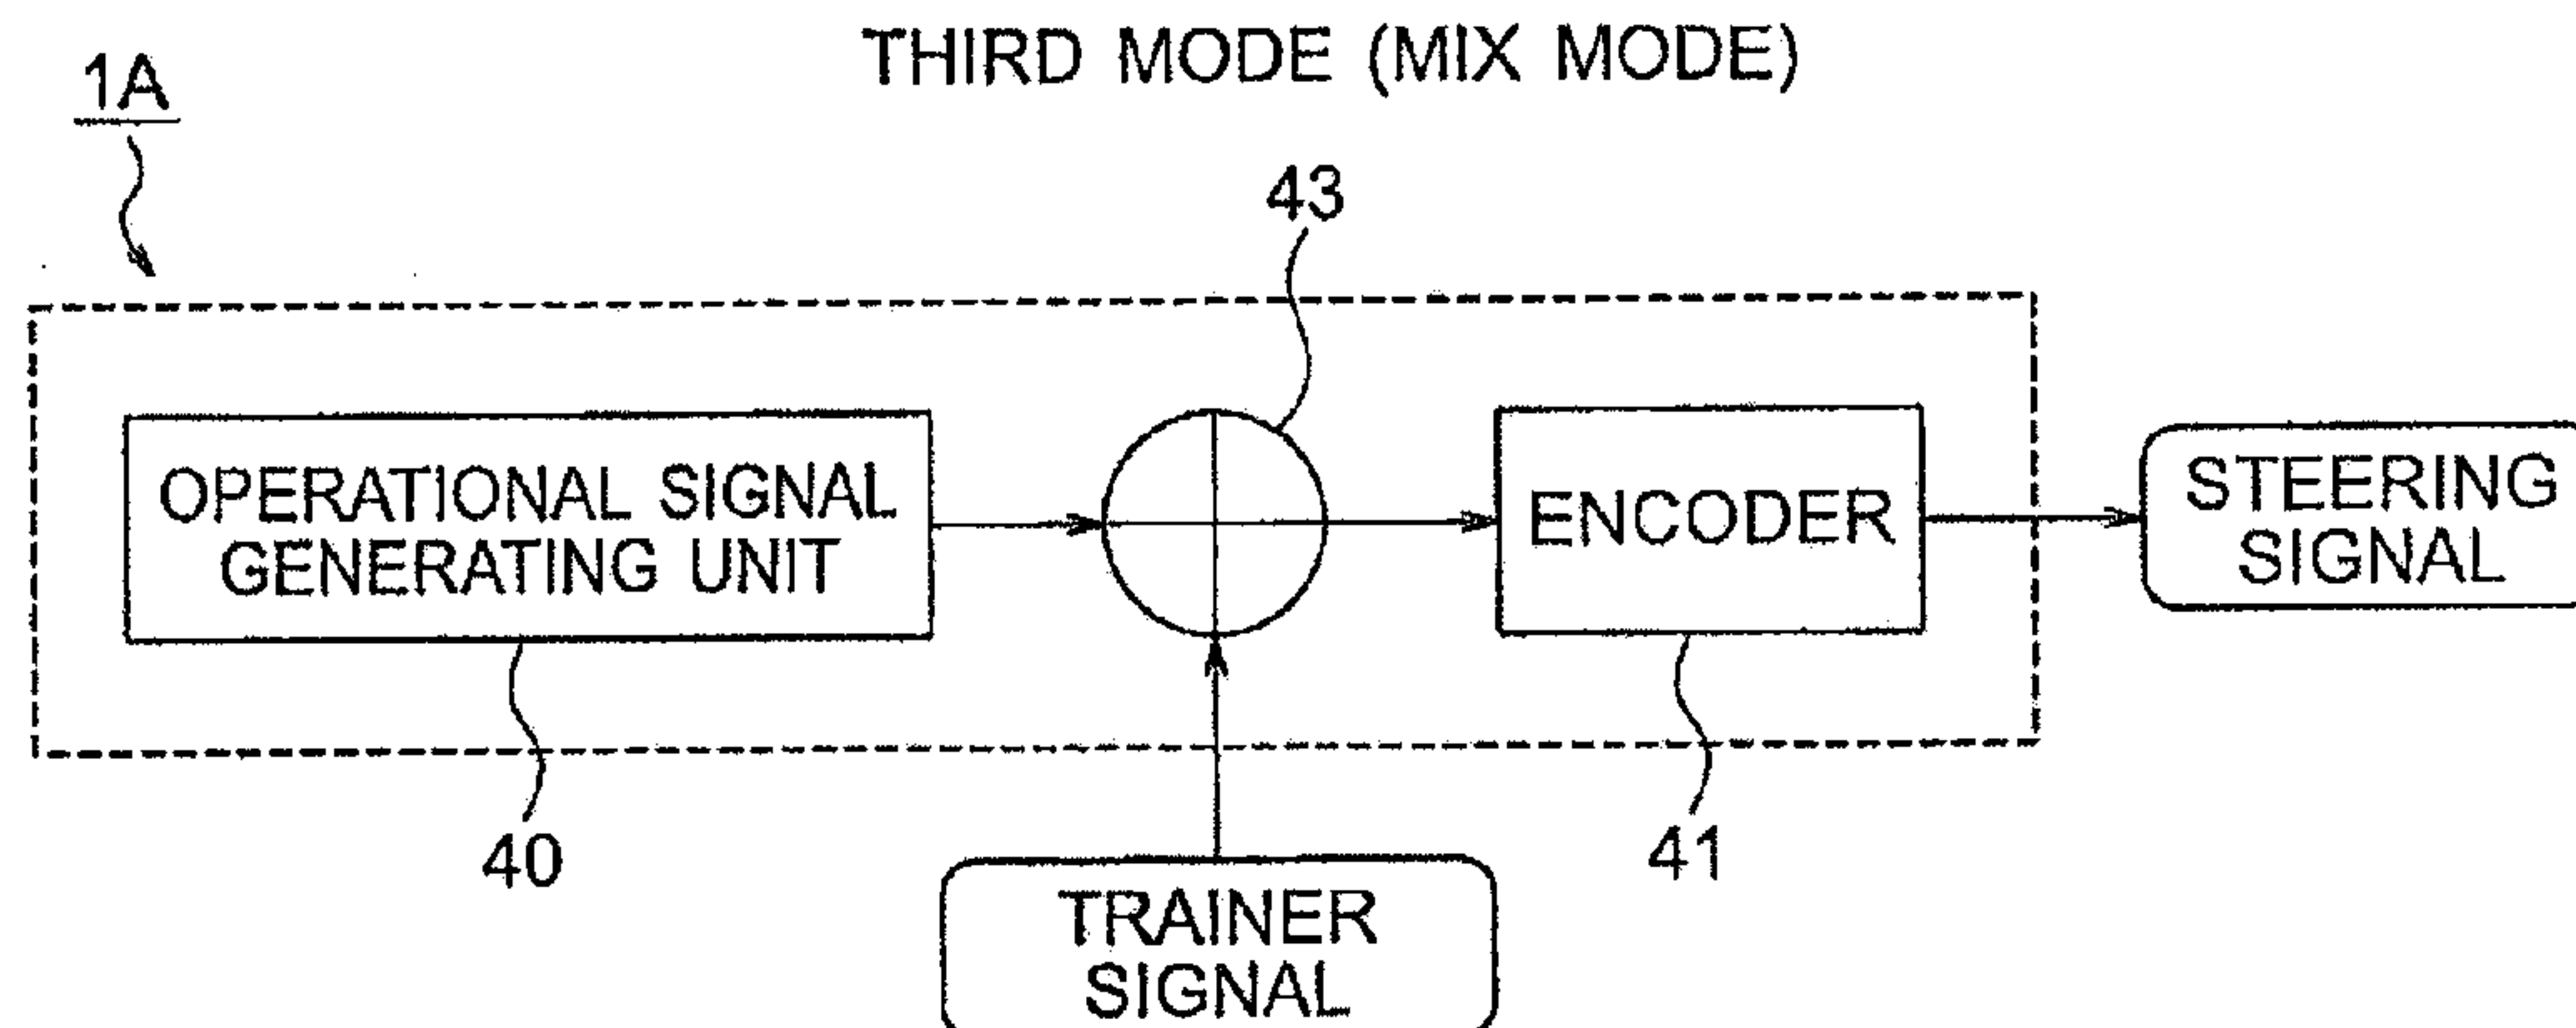 THIRD MODE (MIX MODE)
1A
43
OPERATIONAL SIGNAL
GENERATING UNIT
ENCODER
STEERING
SIGNAL
40
41
TRAINER
SIGNAL